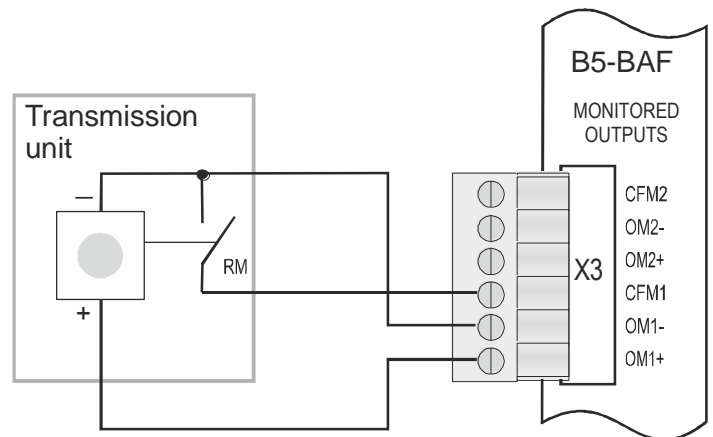 B5-BAF
MONITORED
OUTPUTS
Transmission
unit
–
+
RM
X3
CFM2
OM2-
OM2+
CFM1
OM1-
OM1+